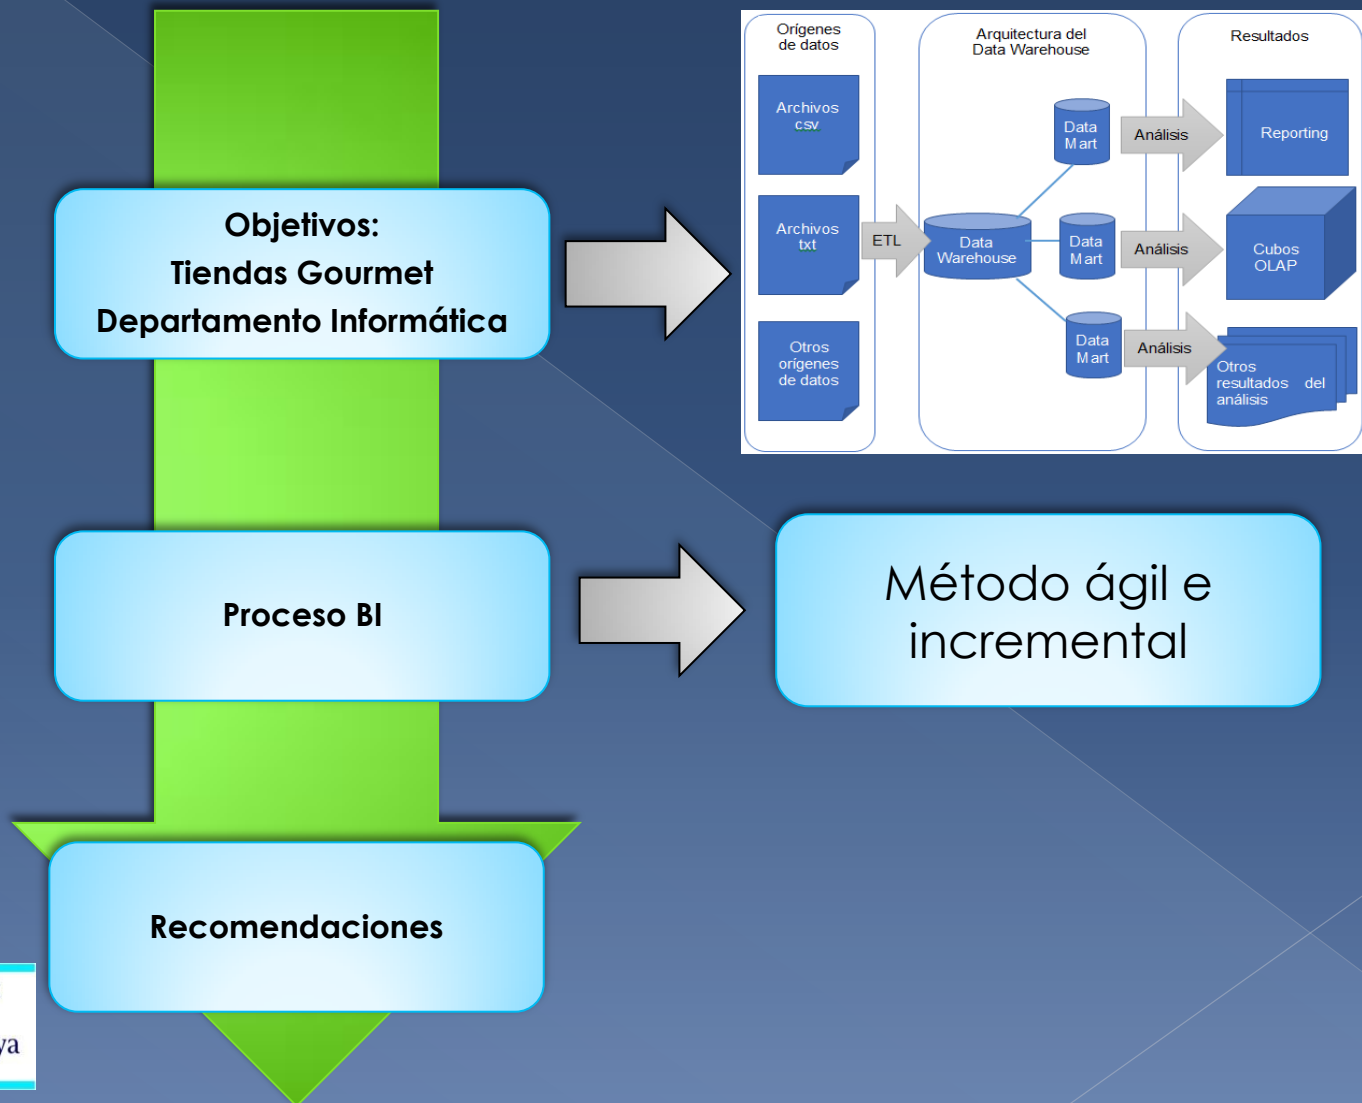 Objetivos:
Tiendas Gourmet
Departamento Informática
Orígenes
de datos
Archivos
csv
Archivos
txt
Otros
orígenes
de datos
ETL
Arquitectura del
Data Warehouse
Data
Warehouse
Data
Mart
Data
Mart
Data
Mart
Análisis
Análisis
Análisis
Resultados
Reporting
Cubos
OLAP
Otros
resultados del
análisis
Proceso BI
Método ágil e
incremental
Recomendaciones